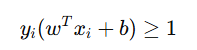 yᵢ(wᵀxᵢ + b) ≥ 1